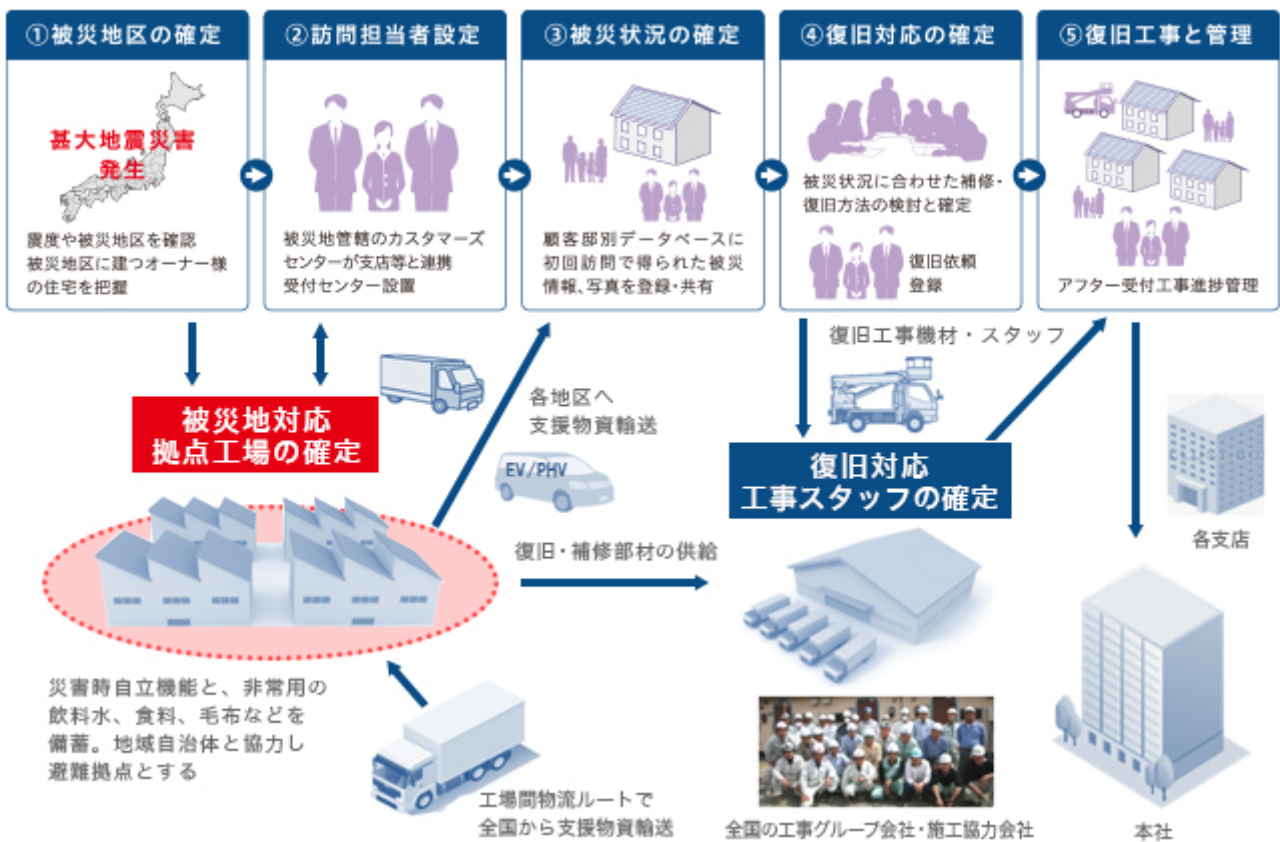 ①被災地区の確定
甚大地震災害
発生
震度や被災地区を確認
被災地区に建つオーナー様
の住宅を把握
②訪問担当者設定
被災地管轄のカスタマーズ
センターが支店等と連携
受付センター設置
③被災状況の確定
顧客邸別データベースに
初回訪問で得られた被災
情報、写真を登録・共有
④復旧対応の確定
被災状況に合わせた補修・
復旧方法の検討と確定
復旧依頼
登録
⑤復旧工事と管理
アフター受付工事進捗管理
被災地対応
拠点工場の確定
各地区へ
支援物資輸送
EV/PHV
復旧・補修部材の供給
復旧工事機材・スタッフ
復旧対応
工事スタッフの確定
各支店
災害時自立機能と、非常用の
飲料水、食料、毛布などを
備蓄。地域自治体と協力し
避難拠点とする
工場間物流ルートで
全国から支援物資輸送
全国の工事グループ会社・施工協力会社
本社